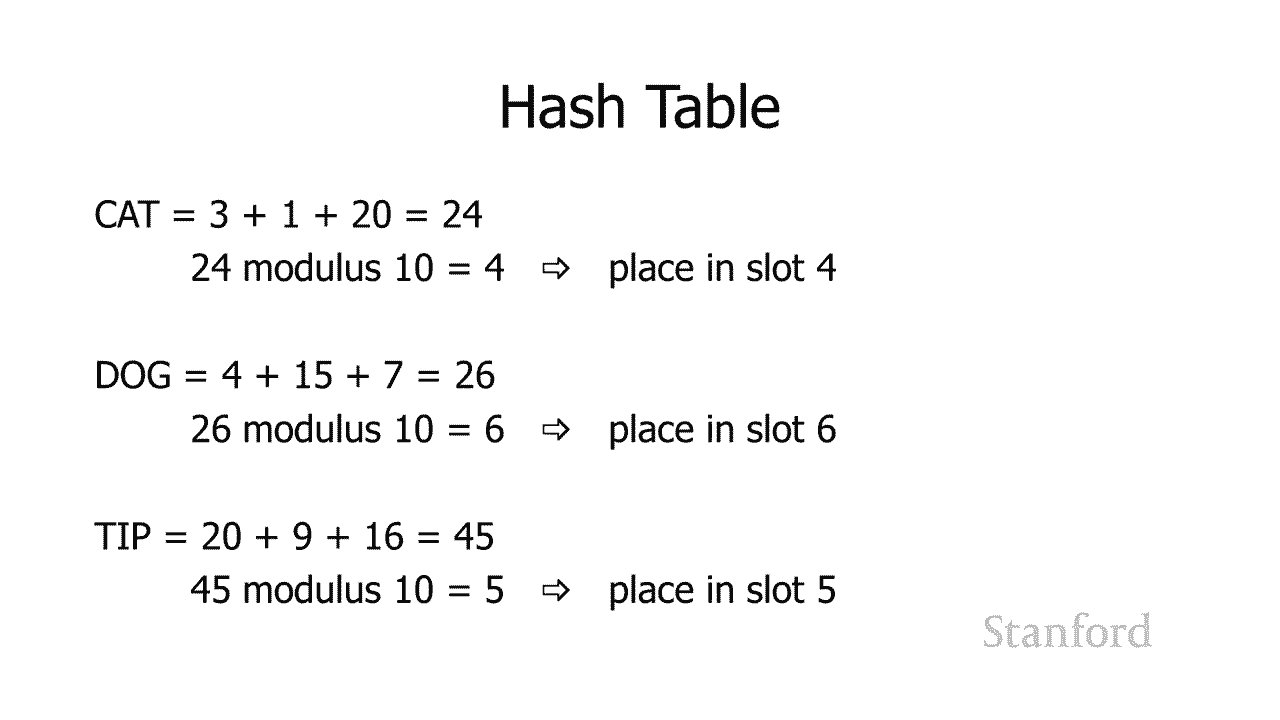 Hash Table
CAT = 3 + 1 + 20 = 24
24 modulus 10 = 4 ⇨ place in slot 4
DOG = 4 + 15 + 7 = 26
26 modulus 10 = 6 ⇨ place in slot 6
TIP = 20 + 9 + 16 = 45
45 modulus 10 = 5 ⇨ place in slot 5
Stanford